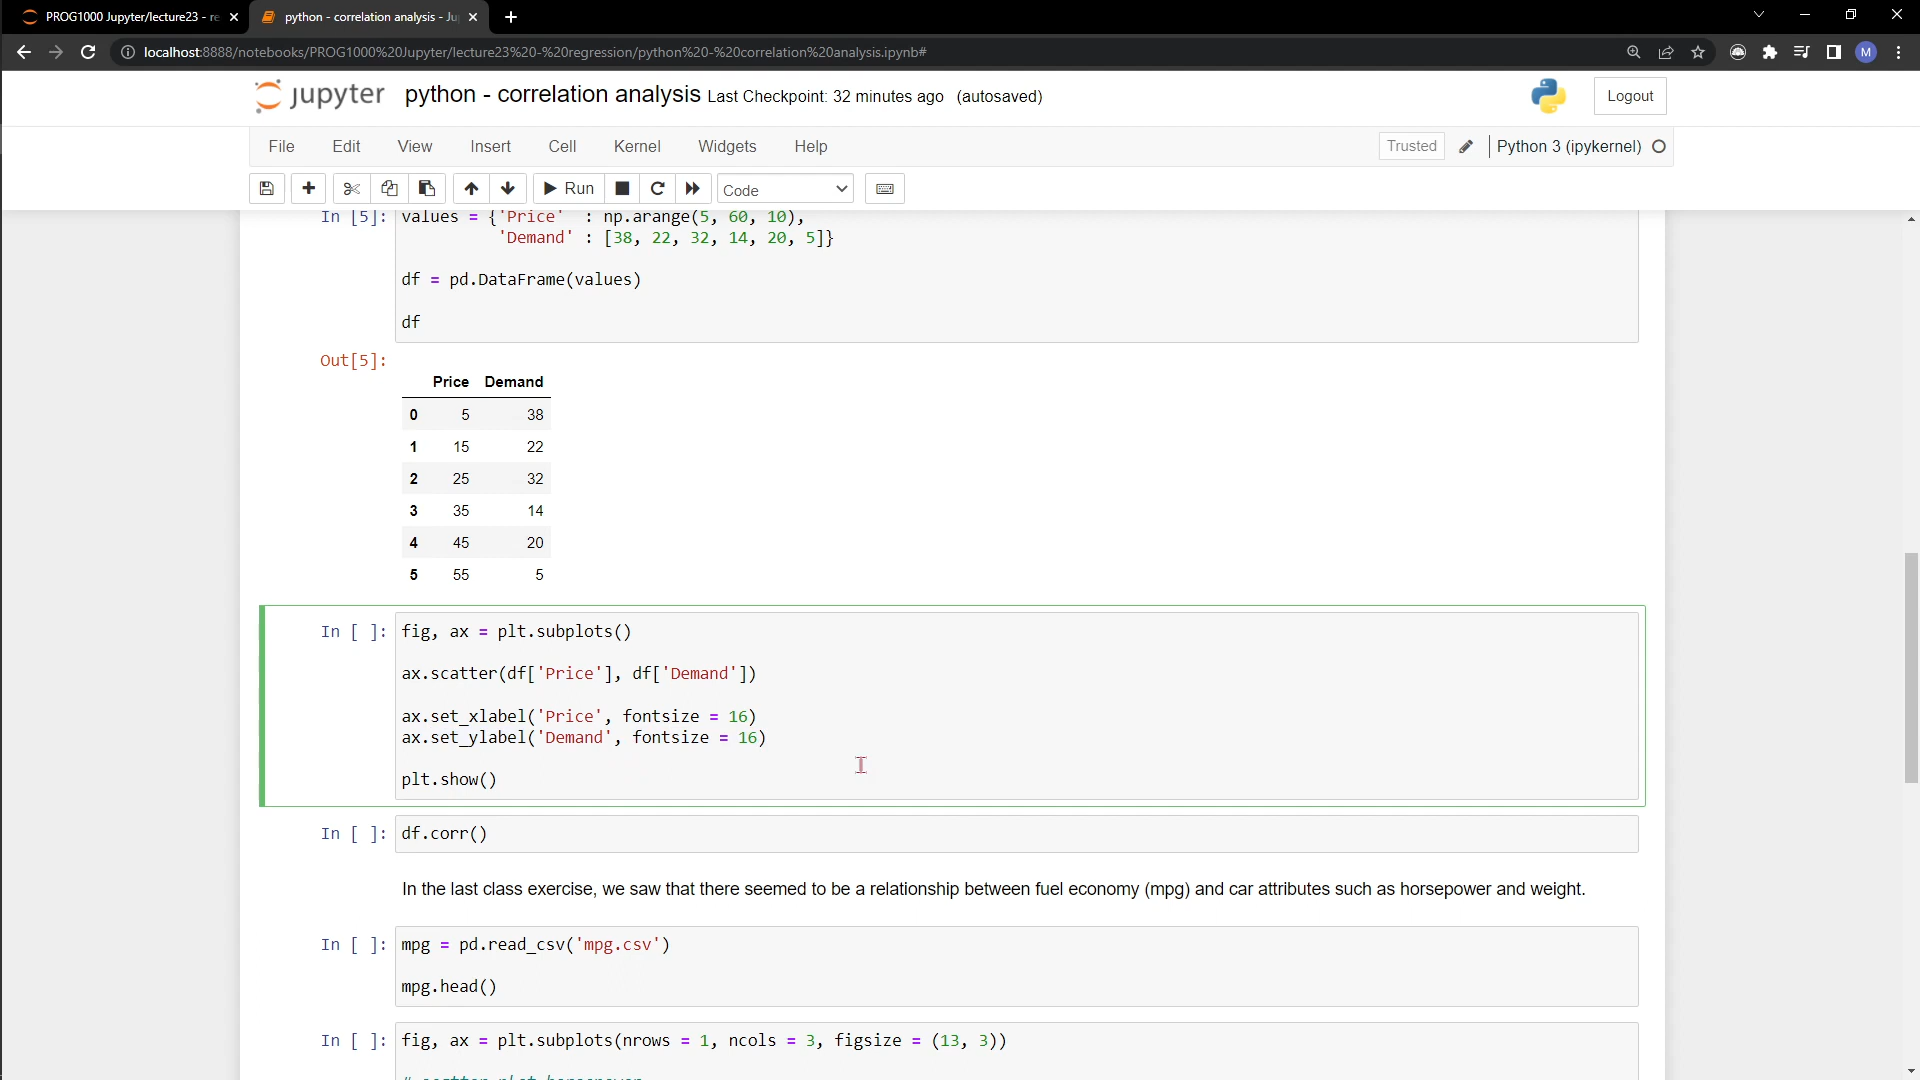 PROG1000 Jupyter/lecture23 - re
python - correlation analysis - Ju
localhost:8888/notebooks/PROG1000%20Jupyter/lecture23%20-%20regression/python%20-%20correlation%20analysis.ipynb#
M
jupyter python - correlation analysis Last Checkpoint: 32 minutes ago (autosaved)
Logout
File Edit View Insert Cell Kernel Widgets Help
Trusted Python 3 (ipykernel)
Run Code
In [5]: values = {'Price' : np.arange(5, 60, 10),
'Demand' : [38, 22, 32, 14, 20, 5]}
df = pd.DataFrame(values)
df
Out[5]:
Price Demand
0 5 38
1 15 22
2 25 32
3 35 14
4 45 20
5 55 5
In [ ]: fig, ax = plt.subplots()
ax.scatter(df['Price'], df['Demand'])
ax.set_xlabel('Price', fontsize = 16)
ax.set_ylabel('Demand', fontsize = 16)
plt.show()
In [ ]: df.corr()
In the last class exercise, we saw that there seemed to be a relationship between fuel economy (mpg) and car attributes such as horsepower and weight.
In [ ]: mpg = pd.read_csv('mpg.csv')
mpg.head()
In [ ]: fig, ax = plt.subplots(nrows = 1, ncols = 3, figsize = (13, 3))